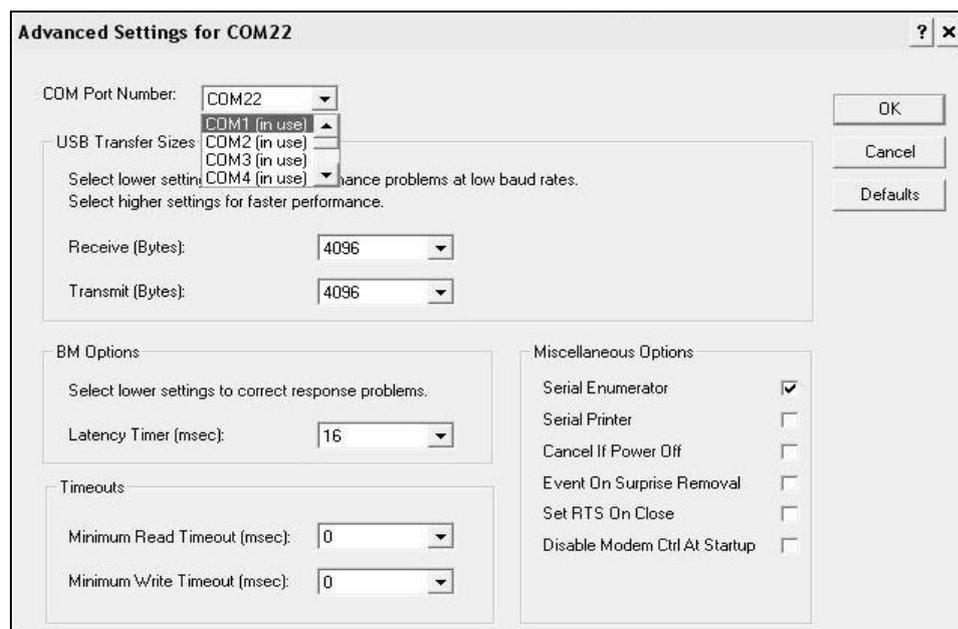 Advanced Settings for COM22
? ×
COM Port Number:
COM22
COM1 (in use)
COM2 (in use)
COM3 (in use)
COM4 (in use)
OK
Cancel
Defaults
USB Transfer Sizes
Select lower setting mance problems at low baud rates.
Select higher settings for faster performance.
Receive (Bytes):
4096
Transmit (Bytes):
4096
BM Options
Select lower settings to correct response problems.
Latency Timer (msec):
16
Timeouts
Minimum Read Timeout (msec):
0
Minimum Write Timeout (msec):
0
Miscellaneous Options
Serial Enumerator
Serial Printer
Cancel If Power Off
Event On Surprise Removal
Set RTS On Close
Disable Modem Ctrl At Startup